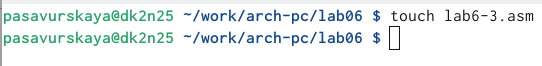 pasavurskaya@dk2n25 ~/work/arch-pc/lab06 $ touch lab6-3.asm
pasavurskaya@dk2n25 ~/work/arch-pc/lab06 $